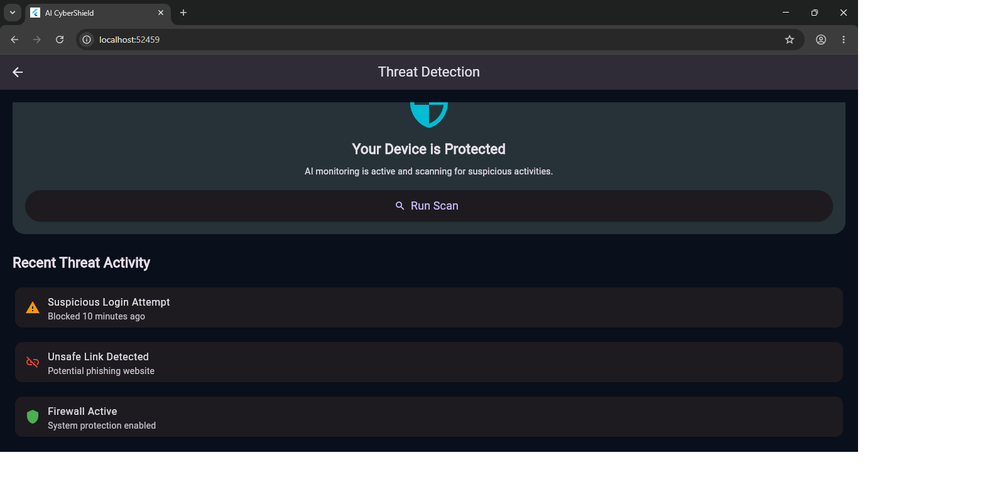 AI CyberShield
localhost:52459
Threat Detection
Your Device is Protected
AI monitoring is active and scanning for suspicious activities.
Run Scan
Recent Threat Activity
Suspicious Login Attempt
Blocked 10 minutes ago
Unsafe Link Detected
Potential phishing website
Firewall Active
System protection enabled